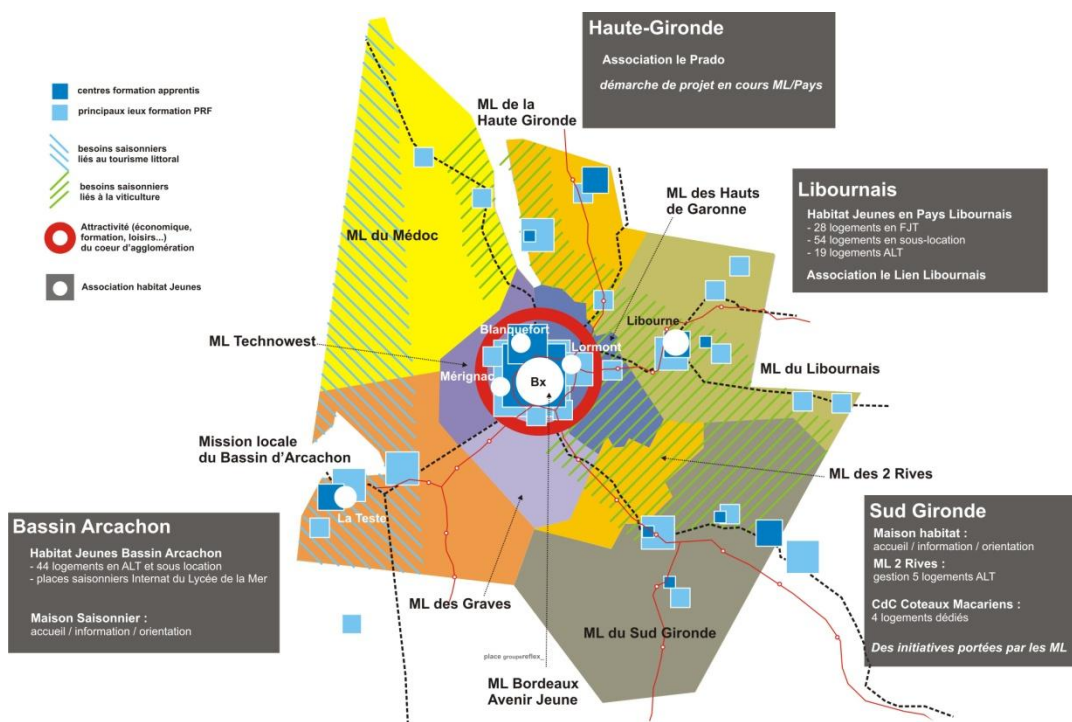 Haute-Gironde
Association le Prado
démarche de projet en cours ML/Pays
centres formation apprentis
principaux ieux formation PRF
besoins saisonniers
liés au tourisme littoral
besoins saisonniers
liés à la viticulture
Attractivité (économique,
formation, loisirs...)
du coeur d'agglomération
Association habitat Jeunes
ML de la
Haute Gironde
ML des Hauts
de Garonne
Libournais
Habitat Jeunes en Pays Libournais
- 28 logements en FJT
- 54 logements en sous-location
- 19 logements ALT
Association le Lien Libournais
ML du Médoc
ML Technowest
Blanquefort
Lormont
Libourne
Mérignac
Bx
ML du Libournais
Mission locale
du Bassin d'Arcachon
La Teste
ML des 2 Rives
Bassin Arcachon
Habitat Jeunes Bassin Arcachon
- 44 logements en ALT et sous location
- places saisonniers Internat du Lycée de la Mer
Maison Saisonnier :
accueil / information / orientation
Sud Gironde
Maison habitat :
accueil / information / orientation
ML 2 Rives :
gestion 5 logements ALT
CdC Coteaux Macariens :
4 logements dédiés
Des initiatives portées par les ML
ML des Graves
ML du Sud Gironde
place groupereflex_
ML Bordeaux
Avenir Jeune